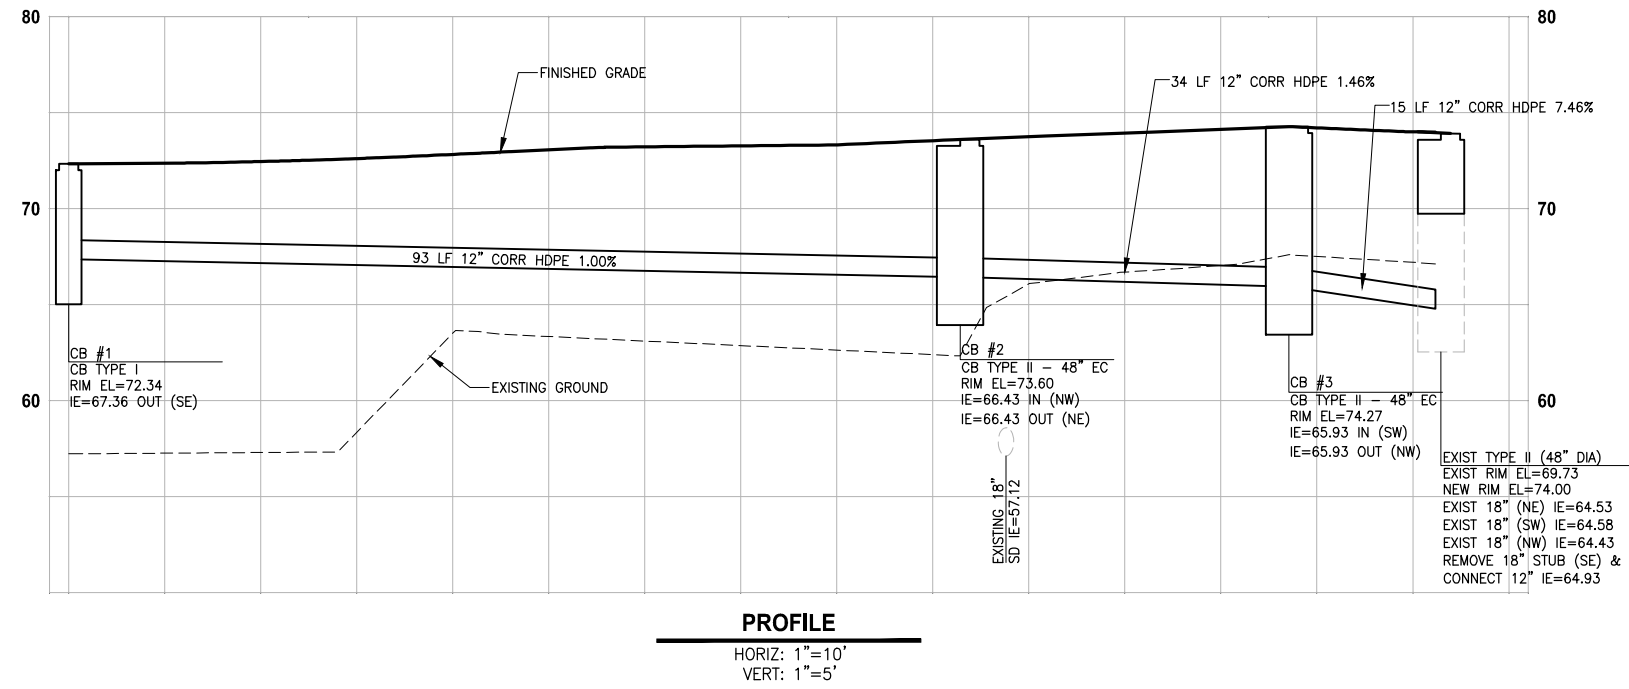 80
80
FINISHED GRADE
34 LF 12" CORR HDPE 1.46%
15 LF 12" CORR HDPE 7.46%
70
70
93 LF 12" CORR HDPE 1.00%
CB #1
CB TYPE I
RIM EL=72.34
IE=67.36 OUT (SE)
EXISTING GROUND
CB #2
CB TYPE II – 48" EC
RIM EL=73.60
IE=66.43 IN (NW)
IE=66.43 OUT (NE)
CB #3
CB TYPE II – 48" EC
RIM EL=74.27
IE=65.93 IN (SW)
IE=65.93 OUT (NW)
60
60
EXISTING 18"
SD IE=57.12
EXIST TYPE II (48" DIA)
EXIST RIM EL=69.73
NEW RIM EL=74.00
EXIST 18" (NE) IE=64.53
EXIST 18" (SW) IE=64.58
EXIST 18" (NW) IE=64.43
REMOVE 18" STUB (SE) &
CONNECT 12" IE=64.93
PROFILE
HORIZ: 1"=10'
VERT: 1"=5'